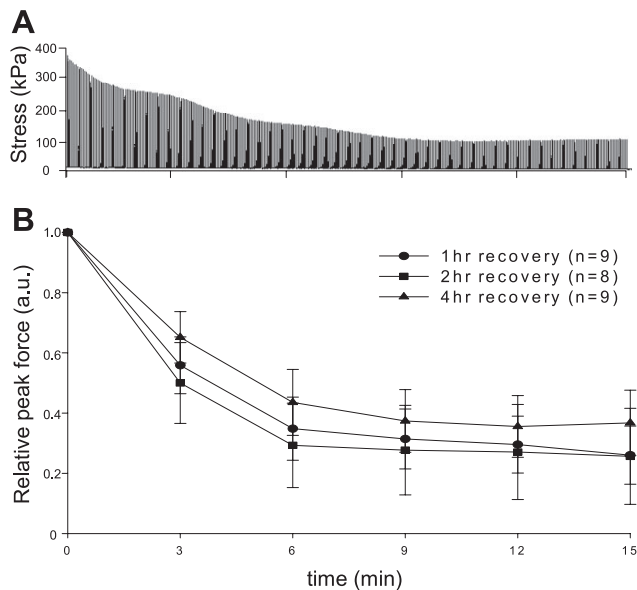 A
Stress (kPa)
400
300
200
100
0
B
Relative peak force (a.u.)
1.0
0.8
0.6
0.4
0.2
0
1hr recovery (n=9)
2hr recovery (n=8)
4hr recovery (n=9)
0 3 6 9 12 15
time (min)